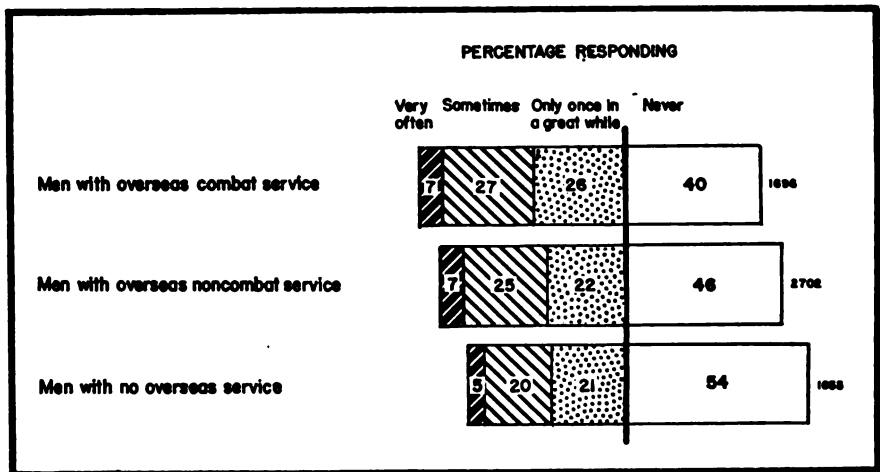 PERCENTAGE RESPONDING
Very often Sometimes Only once in a great while Never
Men with overseas combat service 7 27 26 40 1696
Men with overseas noncombat service 7 25 22 46 2702
Men with no overseas service 5 20 21 54